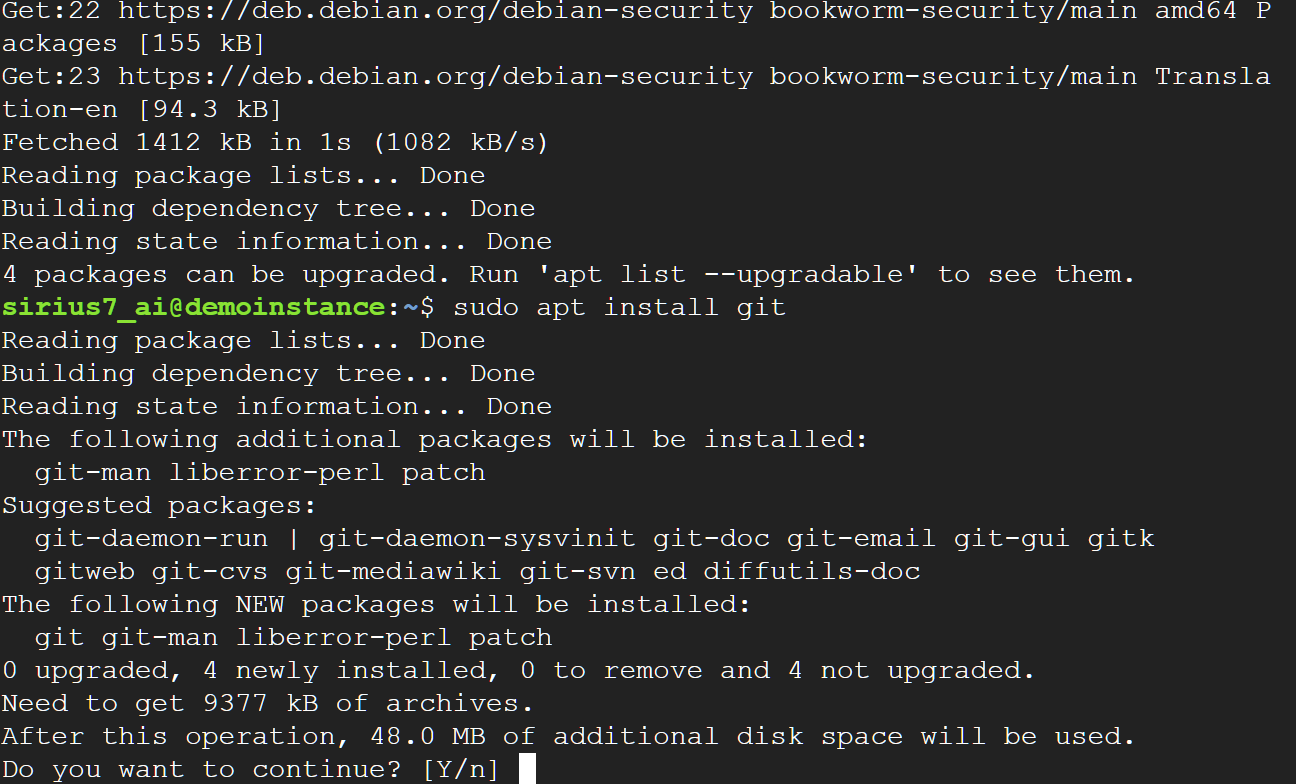 Get:22 https://deb.debian.org/debian-security bookworm-security/main amd64 P
ackages [155 kB]
Get:23 https://deb.debian.org/debian-security bookworm-security/main Transla
tion-en [94.3 kB]
Fetched 1412 kB in 1s (1082 kB/s)
Reading package lists... Done
Building dependency tree... Done
Reading state information... Done
4 packages can be upgraded. Run 'apt list --upgradable' to see them.
sirius7_ai@demoinstance:~$ sudo apt install git
Reading package lists... Done
Building dependency tree... Done
Reading state information... Done
The following additional packages will be installed:
  git-man liberror-perl patch
Suggested packages:
  git-daemon-run | git-daemon-sysvinit git-doc git-email git-gui gitk
  gitweb git-cvs git-mediawiki git-svn ed diffutils-doc
The following NEW packages will be installed:
  git git-man liberror-perl patch
0 upgraded, 4 newly installed, 0 to remove and 4 not upgraded.
Need to get 9377 kB of archives.
After this operation, 48.0 MB of additional disk space will be used.
Do you want to continue? [Y/n]